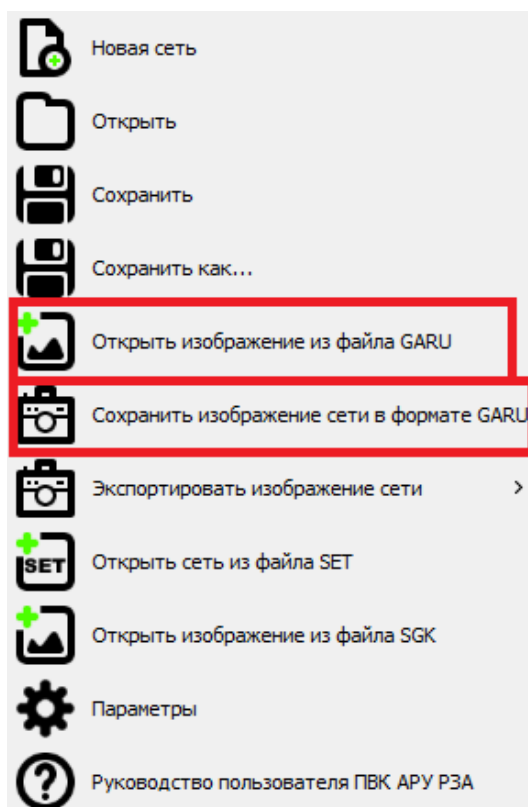 Новая сеть
Открыть
Сохранить
Сохранить как...
Открыть изображение из файла GARU
Сохранить изображение сети в формате GARU
Экспортировать изображение сети
SET
Открыть сеть из файла SET
Открыть изображение из файла SGK
Параметры
Руководство пользователя ПВК АРУ РЗА